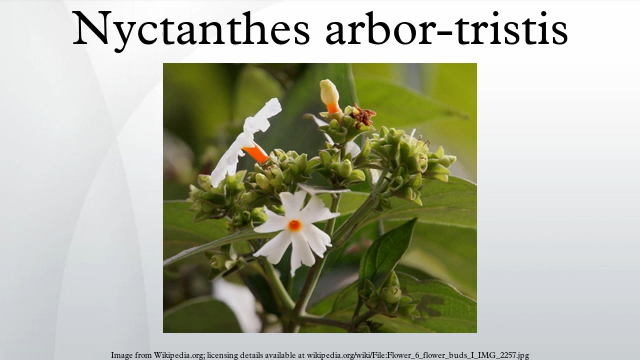 Nyctanthes arbor-tristis
Image from Wikipedia.org; licensing details available at wikipedia.org/wiki/File:Flower_6_flower_buds_I_IMG_2257.jpg